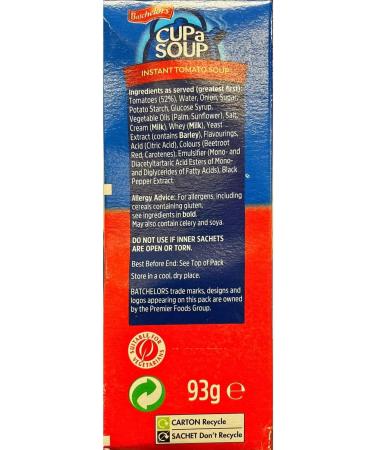 Batchelors
CUPa
SOUP
INSTANT TOMATO SOUP
Ingredients as served (greatest first):
Tomatoes (52%), Water, Onion, Sugar,
Potato Starch, Glucose Syrup,
Vegetable Oils (Palm, Sunflower), Salt,
Cream (Milk), Whey (Milk), Yeast
Extract (contains Barley), Flavourings,
Acid (Citric Acid), Colours (Beetroot
Red, Carotenes), Emulsifier (Mono- and
Diacetyltartaric Acid Esters of Mono-
and Diglycerides of Fatty Acids), Black
Pepper Extract.
Allergy Advice: For allergens, including
cereals containing gluten,
see ingredients in bold.
May also contain celery and soya.
DO NOT USE IF INNER SACHETS
ARE OPEN OR TORN.
Best Before End: See Top of Pack
Store in a cool, dry place.
BATCHELORS trade marks, designs and
logos appearing on this pack are owned
by the Premier Foods Group.
SUITABLE FOR
VEGETARIANS
93g e
CARTON Recycle
SACHET Don't Recycle